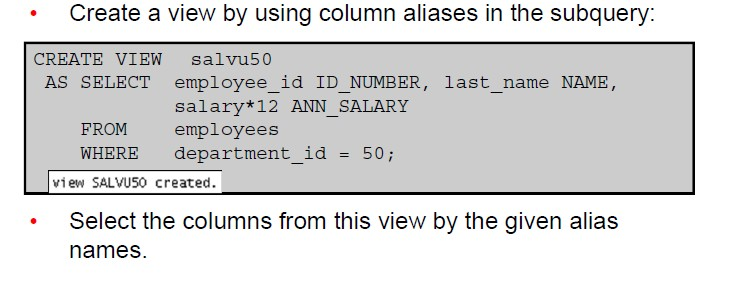 • Create a view by using column aliases in the subquery:
CREATE VIEW salvu50
AS SELECT employee_id ID_NUMBER, last_name NAME,
salary*12 ANN_SALARY
FROM employees
WHERE department_id = 50;
view SALVU50 created.
• Select the columns from this view by the given alias
names.